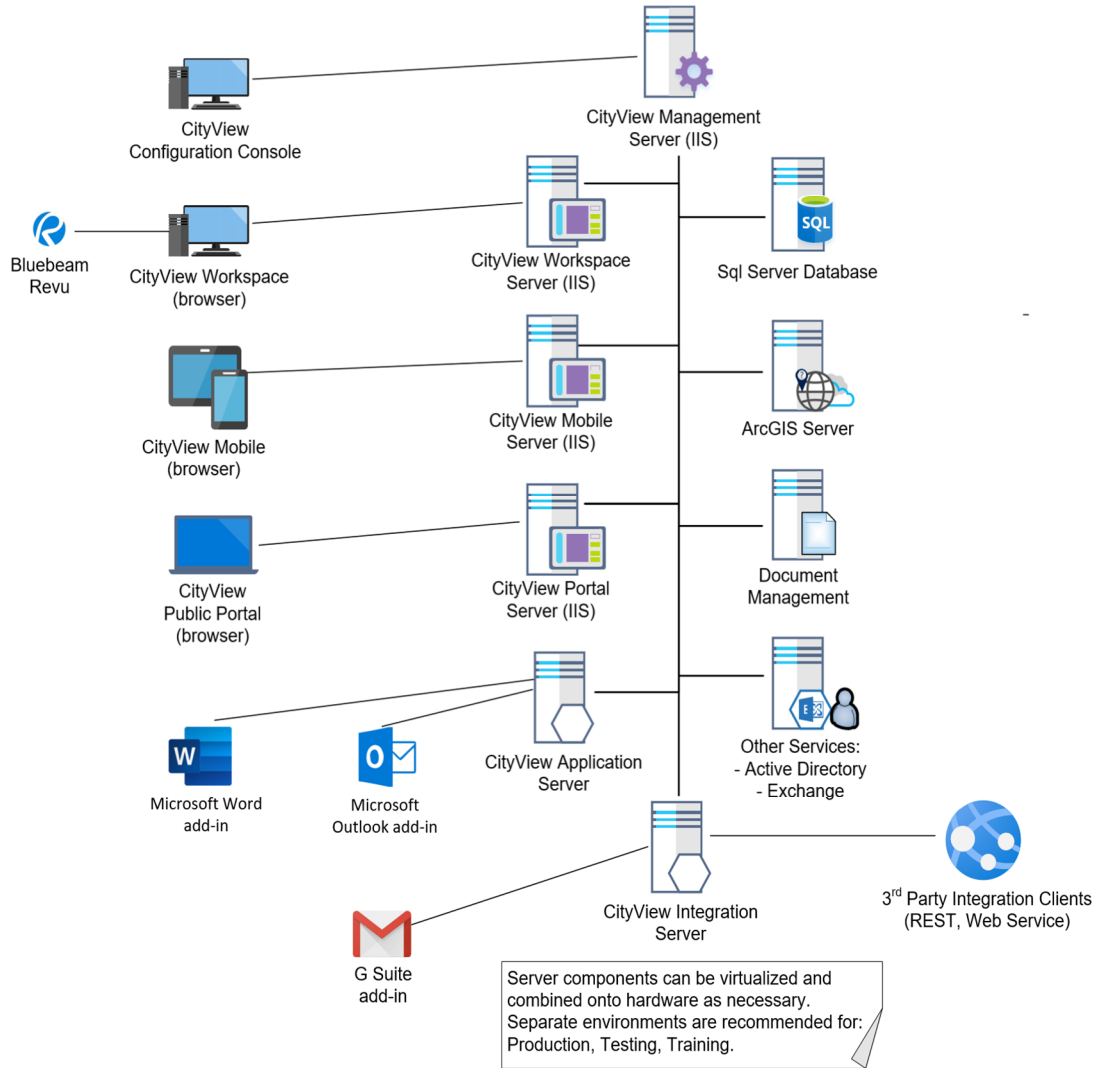 CityView
Configuration Console
CityView Management
Server (IIS)
Bluebeam
Revu
CityView Workspace
(browser)
CityView Workspace
Server (IIS)
SQL
Sql Server Database
CityView Mobile
(browser)
CityView Mobile
Server (IIS)
?
ArcGIS Server
CityView
Public Portal
(browser)
CityView Portal
Server (IIS)
Document
Management
W
Microsoft Word
add-in
O
Microsoft
Outlook add-in
CityView Application
Server
E
Other Services:
- Active Directory
- Exchange
G Suite
add-in
CityView Integration
Server
3rd Party Integration Clients
(REST, Web Service)
Server components can be virtualized and
combined onto hardware as necessary.
Separate environments are recommended for:
Production, Testing, Training.